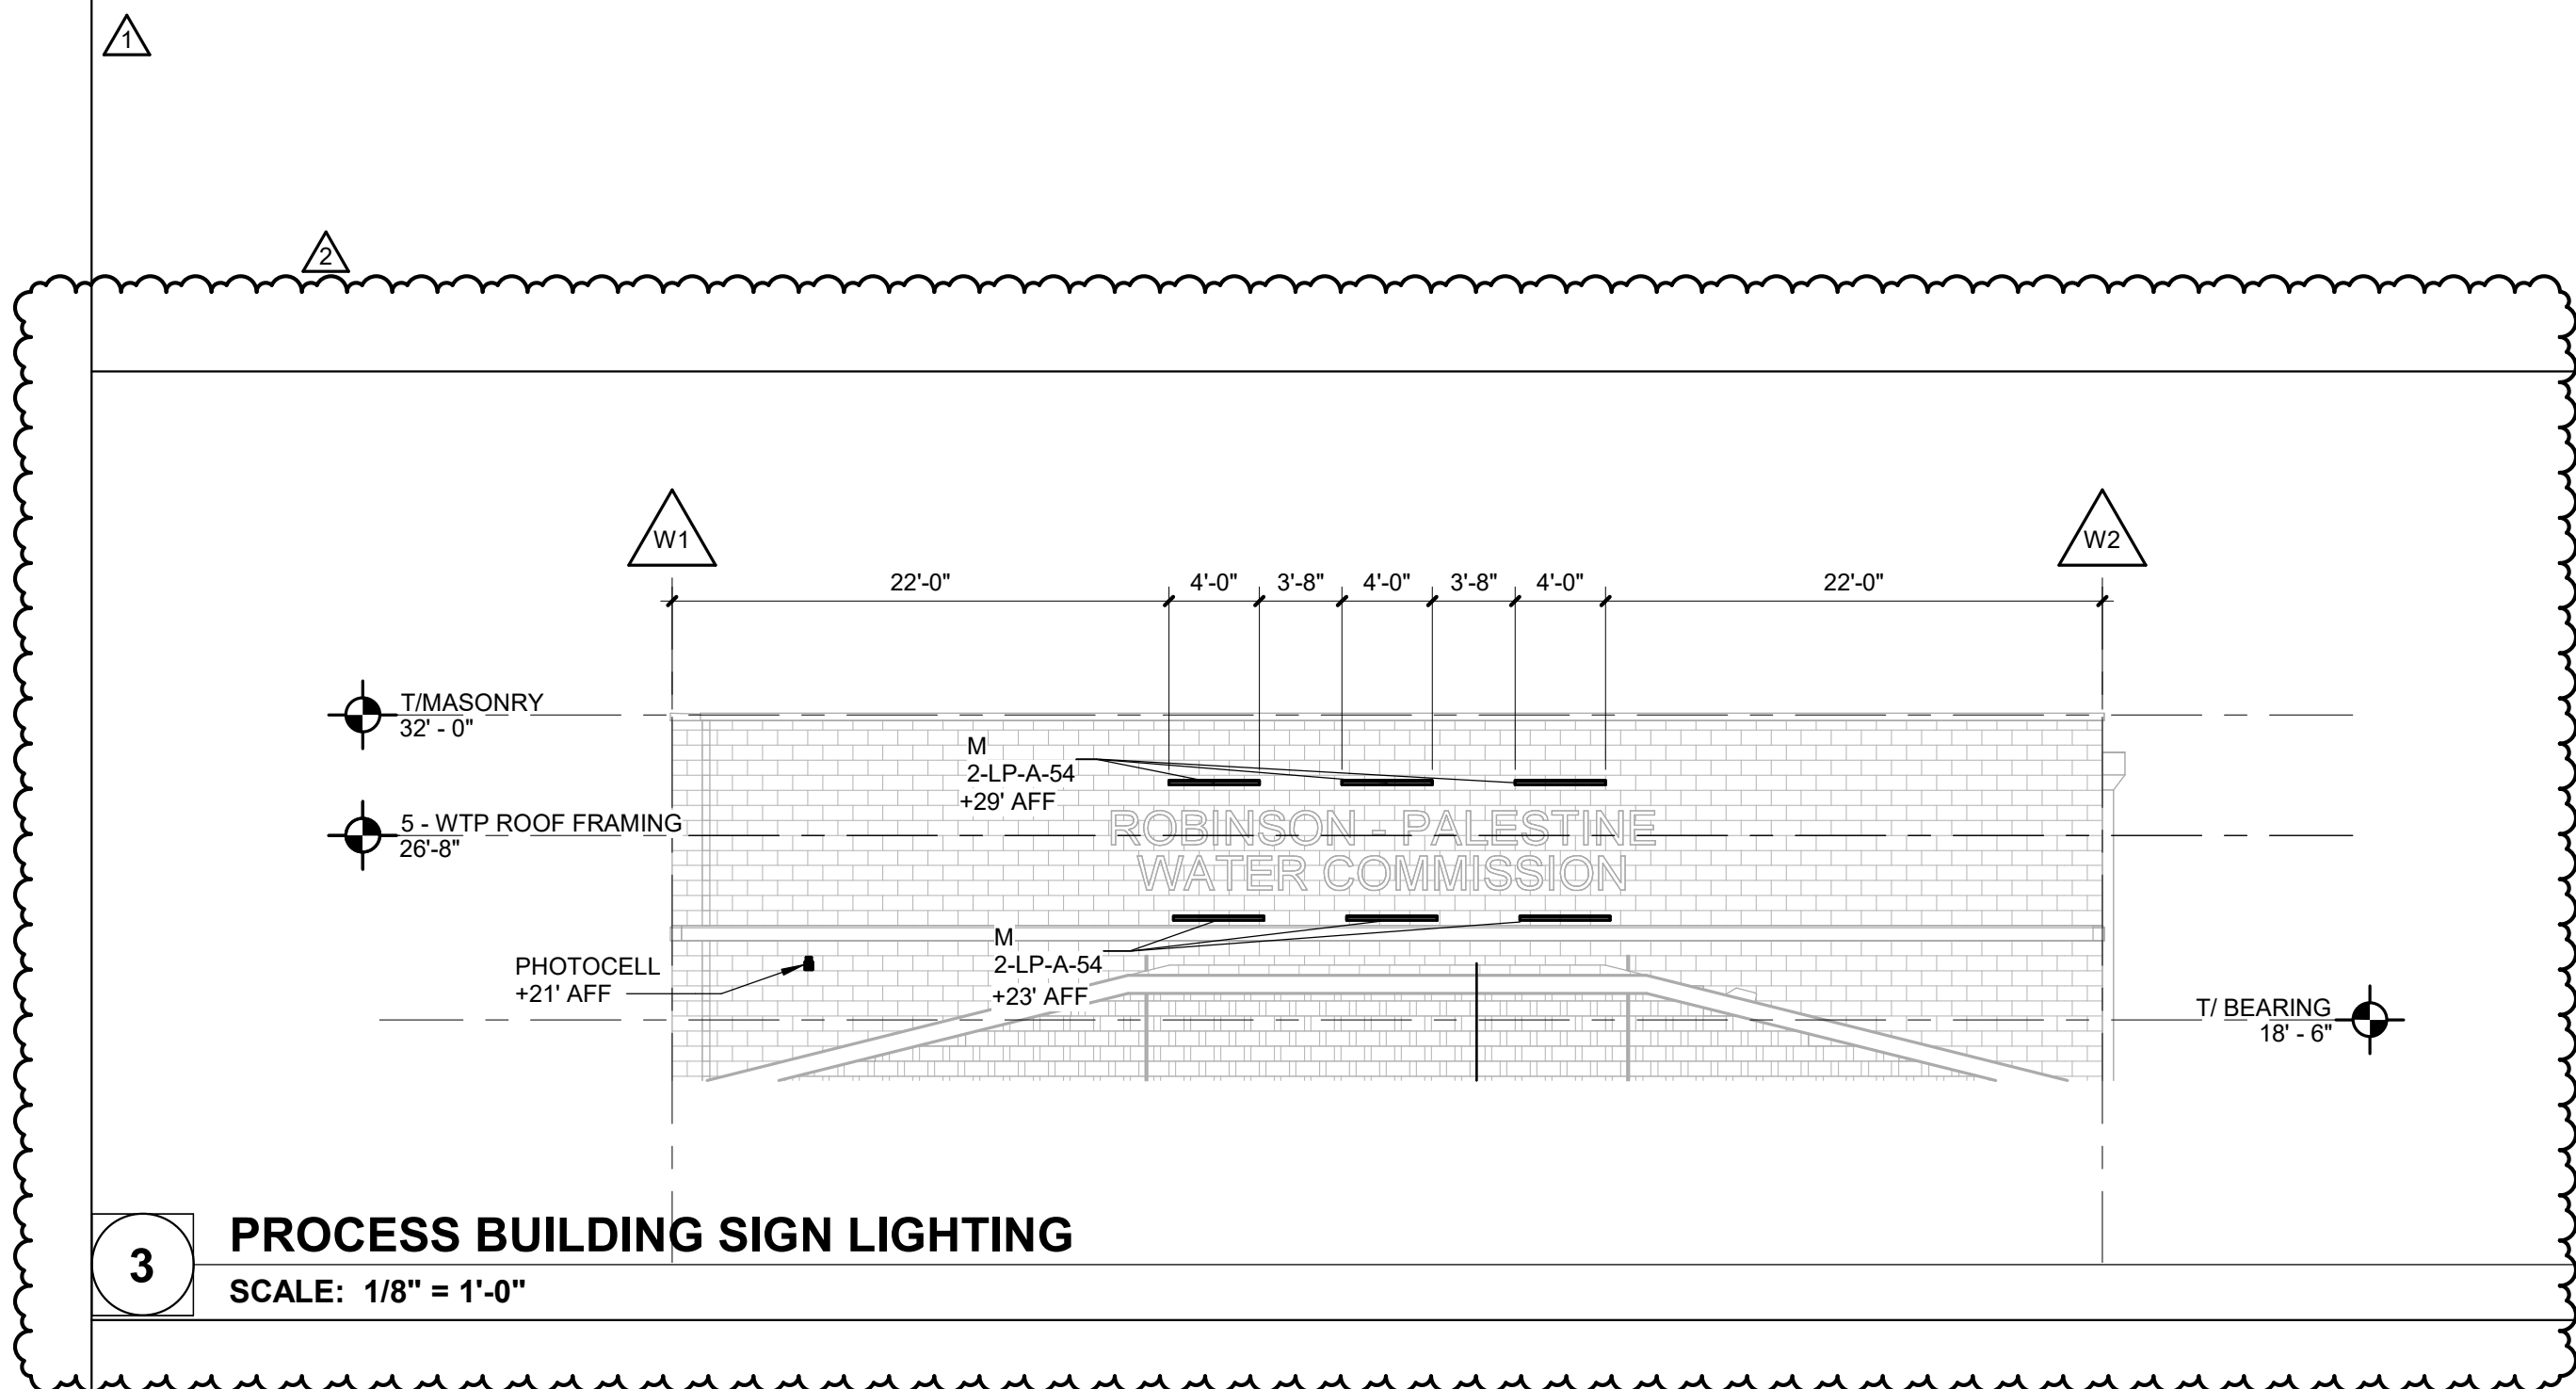 1
2
W1
W2
22'-0"
4'-0"
3'-8"
4'-0"
3'-8"
4'-0"
22'-0"
T/MASONRY
32' - 0"
M
2-LP-A-54
+29' AFF
5 - WTP ROOF FRAMING
26'-8"
ROBINSON - PALESTINE
WATER COMMISSION
M
2-LP-A-54
+23' AFF
PHOTOCELL
+21' AFF
T/ BEARING
18' - 6"
3
PROCESS BUILDING SIGN LIGHTING
SCALE: 1/8" = 1'-0"